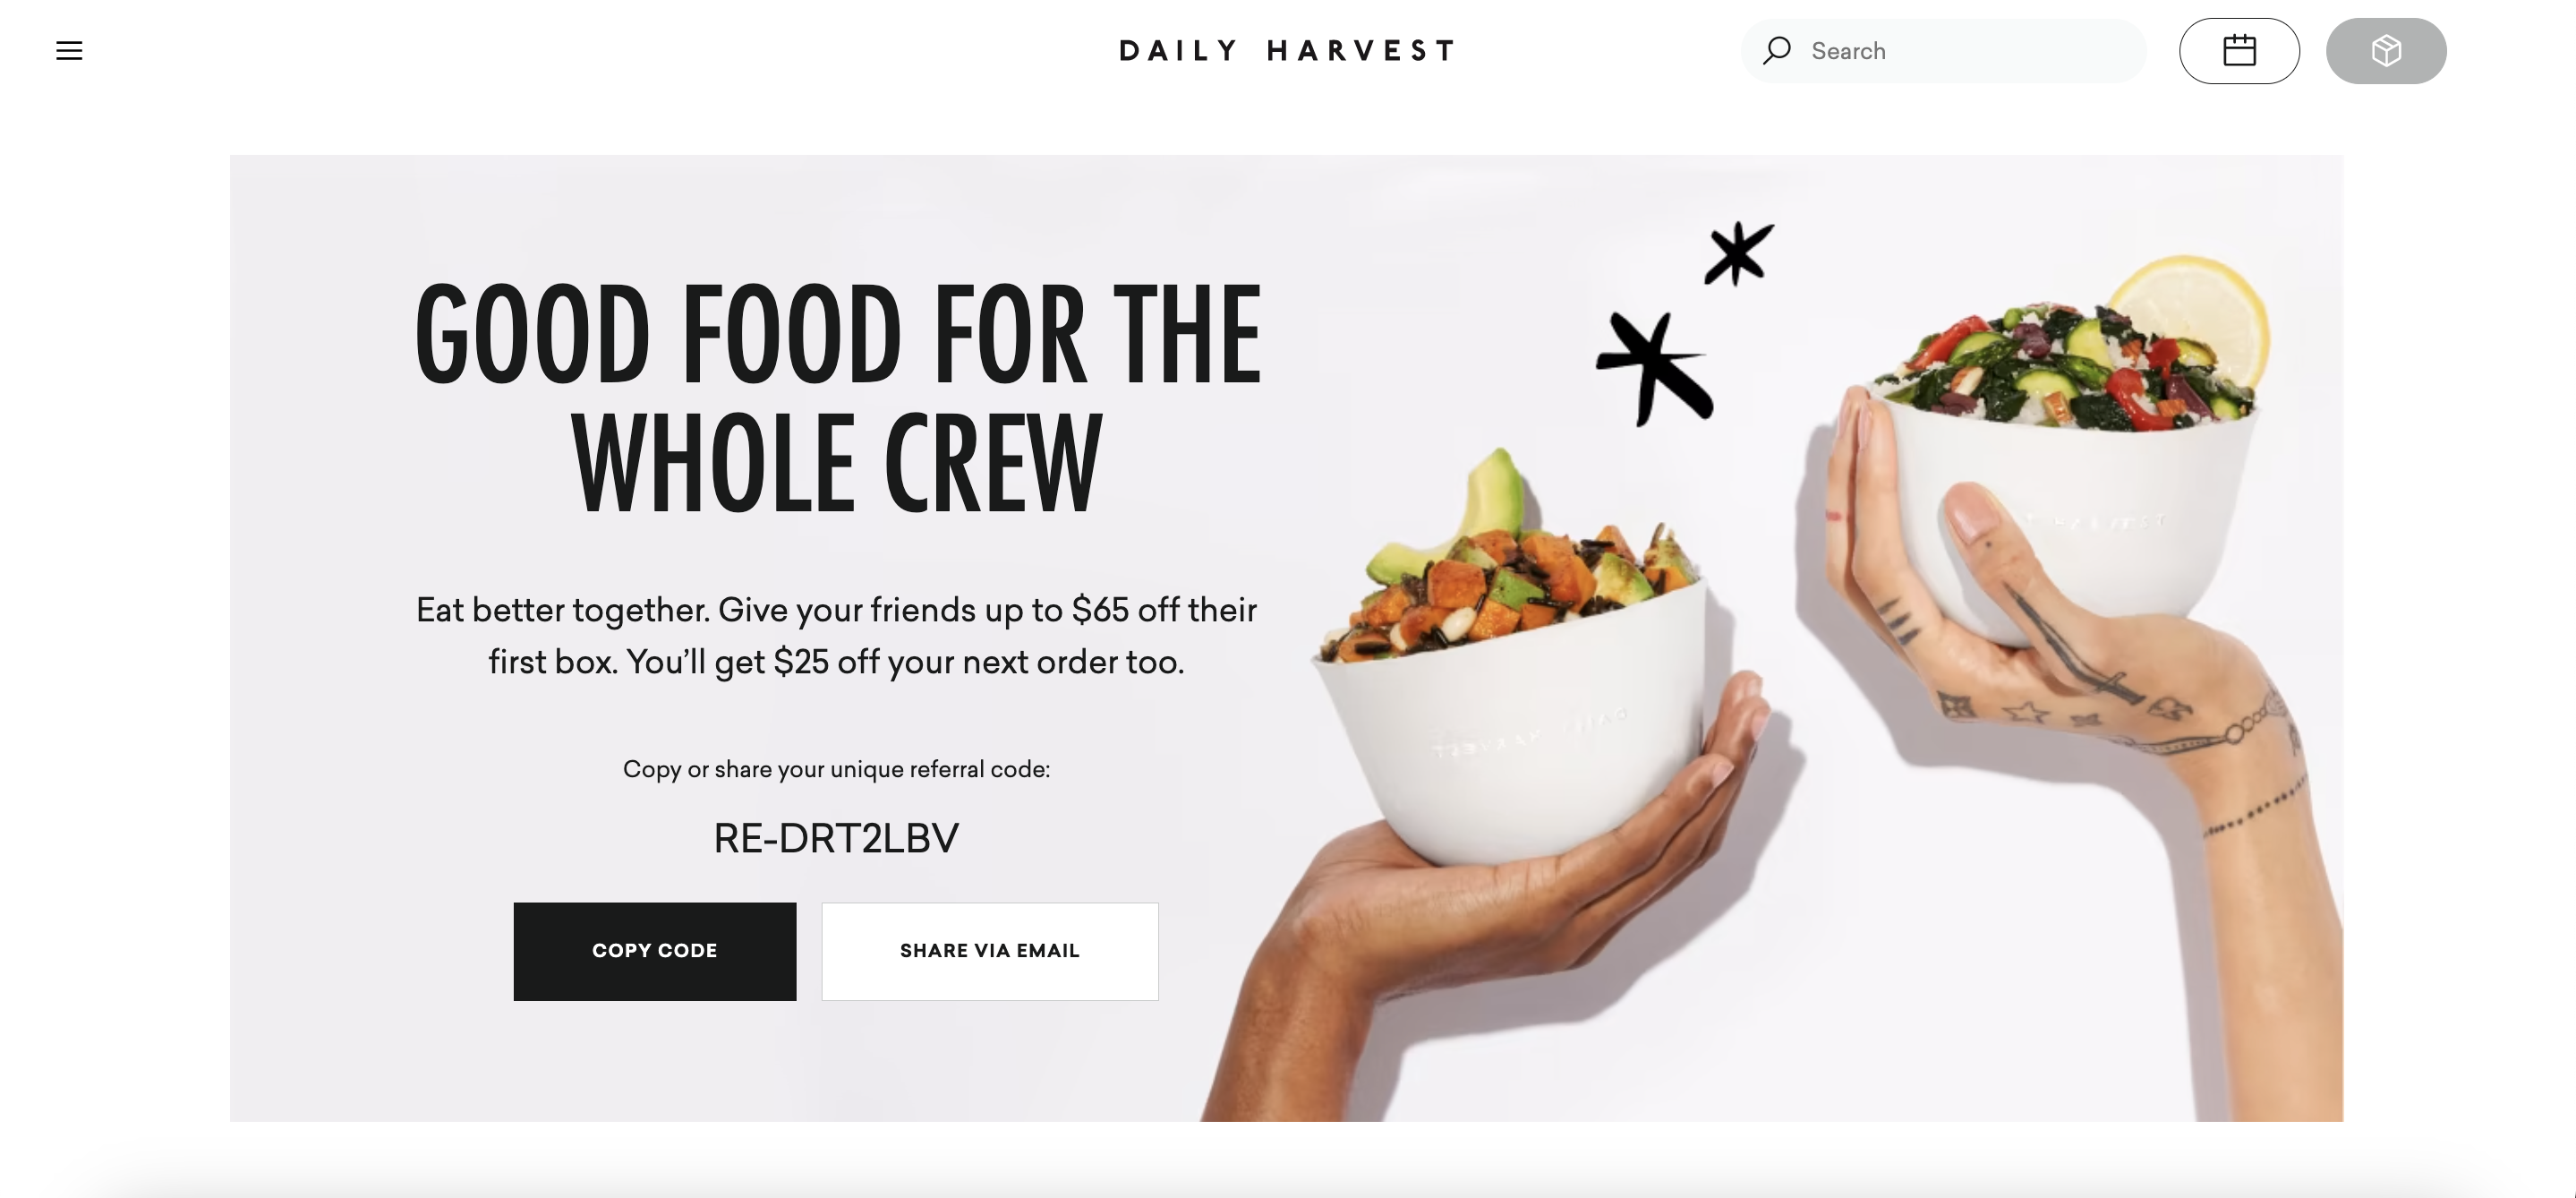 DAILY HARVEST
Search
GOOD FOOD FOR THE
WHOLE CREW
Eat better together. Give your friends up to $65 off their
first box. You’ll get $25 off your next order too.
Copy or share your unique referral code:
RE-DRT2LBV
COPY CODE
SHARE VIA EMAIL